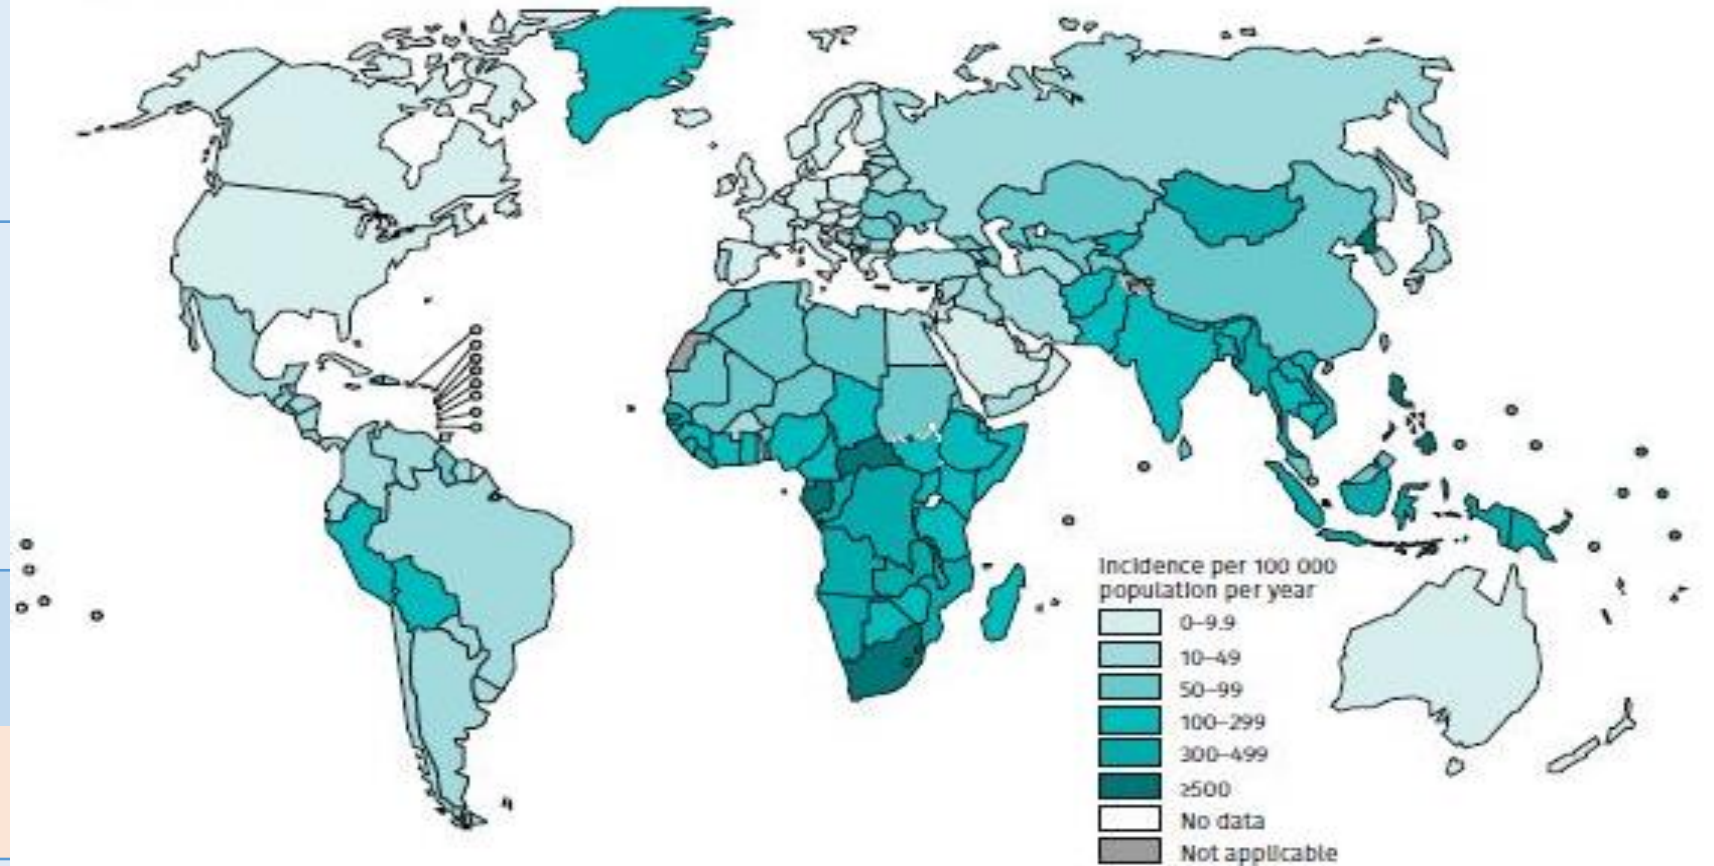 Incidence per 100 000
population per year
0–9.9
10–49
50–99
100–299
300–499
≥500
No data
Not applicable